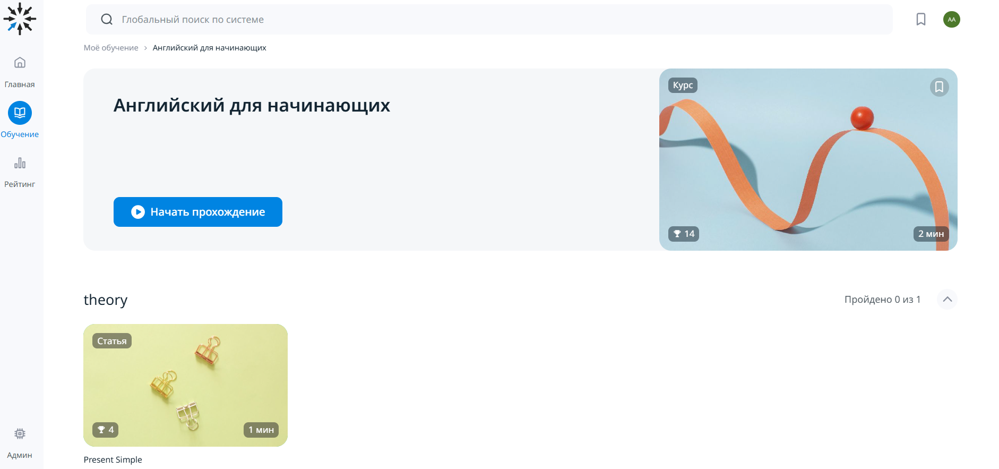 Глобальный поиск по системе
AA
Моё обучение > Английский для начинающих
Главная
Обучение
Рейтинг
Админ
Английский для начинающих
Начать прохождение
Курс
14
2 мин
theory
Пройдено 0 из 1
Статья
4
1 мин
Present Simple